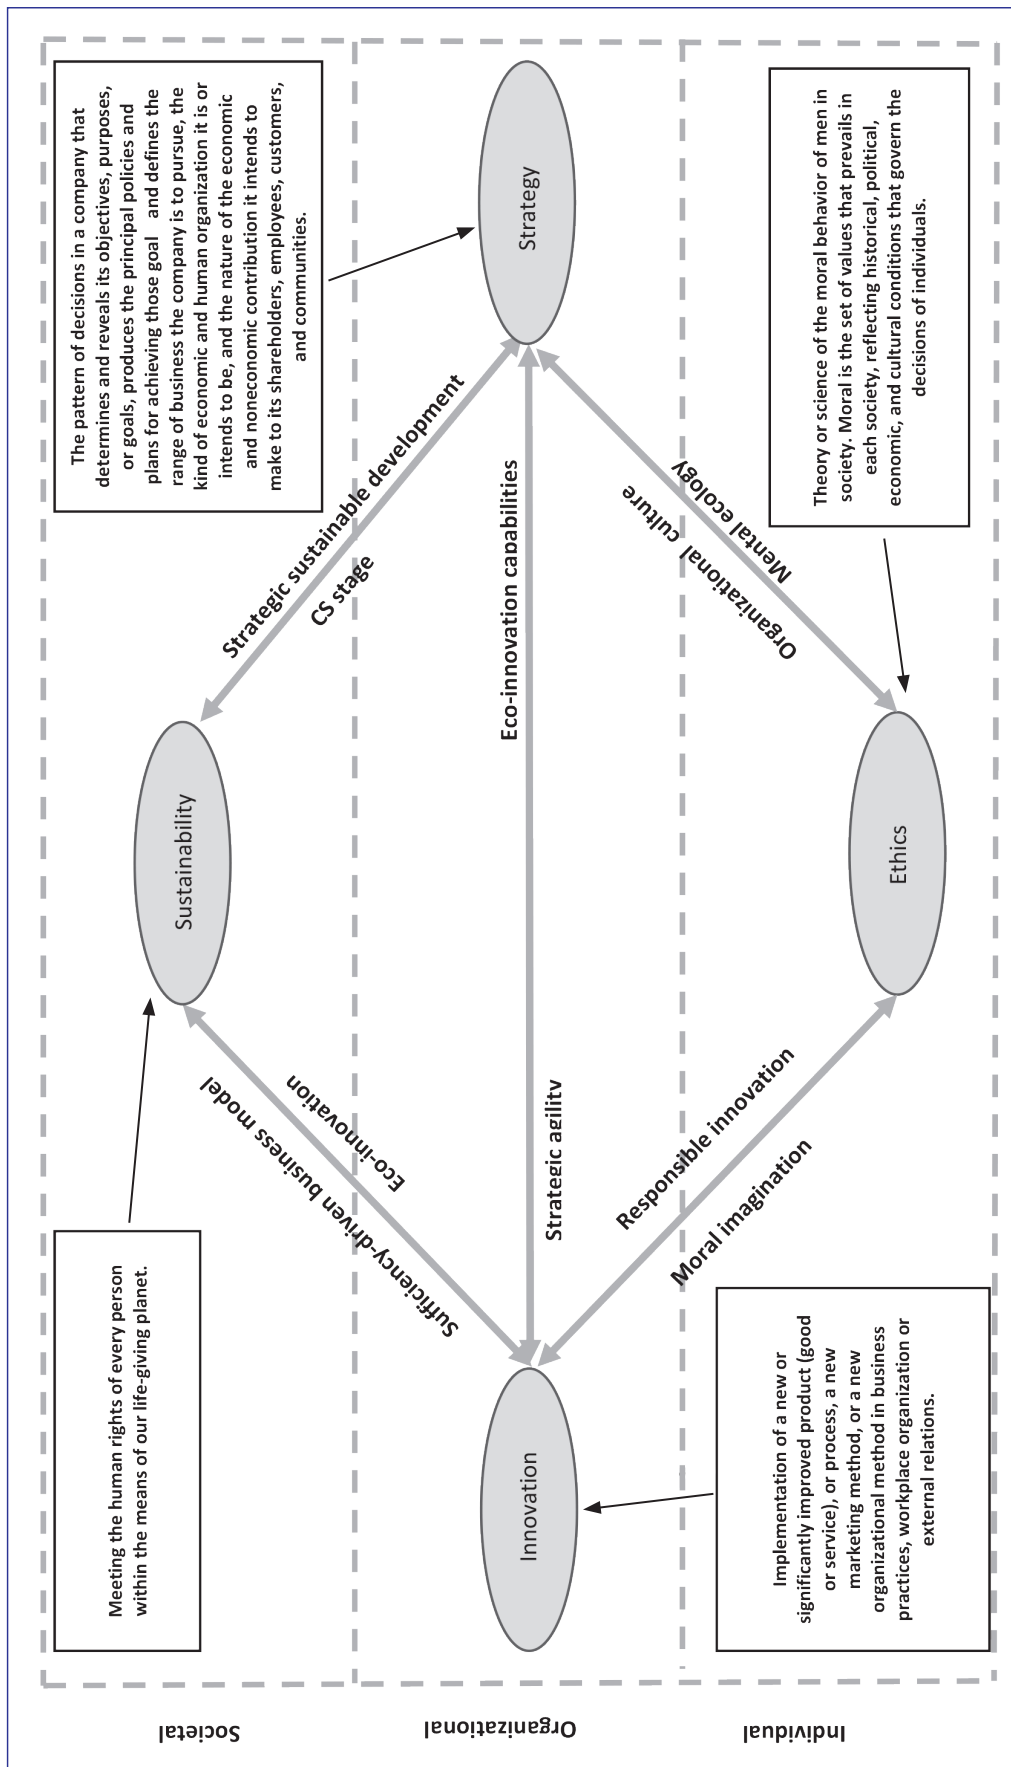 Societal
Organizational
Individual
Meeting the human rights of every person
within the means of our life-giving planet.
Sustainability
The pattern of decisions in a company that
determines and reveals its objectives, purposes,
or goals, produces the principal policies and
plans for achieving those goal and defines the
range of business the company is to pursue, the
kind of economic and human organization it is or
intends to be, and the nature of the economic
and noneconomic contribution it intends to
make to its shareholders, employees, customers,
and communities.
Sufficiency-driven business model
Eco-innovation
Strategic sustainable development
CS stage
Innovation
Strategic agility
Eco-innovation capabilities
Strategy
Responsible innovation
Moral imagination
Organizational culture
Mental ecology
Implementation of a new or
significantly improved product (good
or service), or process, a new
marketing method, or a new
organizational method in business
practices, workplace organization or
external relations.
Ethics
Theory or science of the moral behavior of men in
society. Moral is the set of values that prevails in
each society, reflecting historical, political,
economic, and cultural conditions that govern the
decisions of individuals.